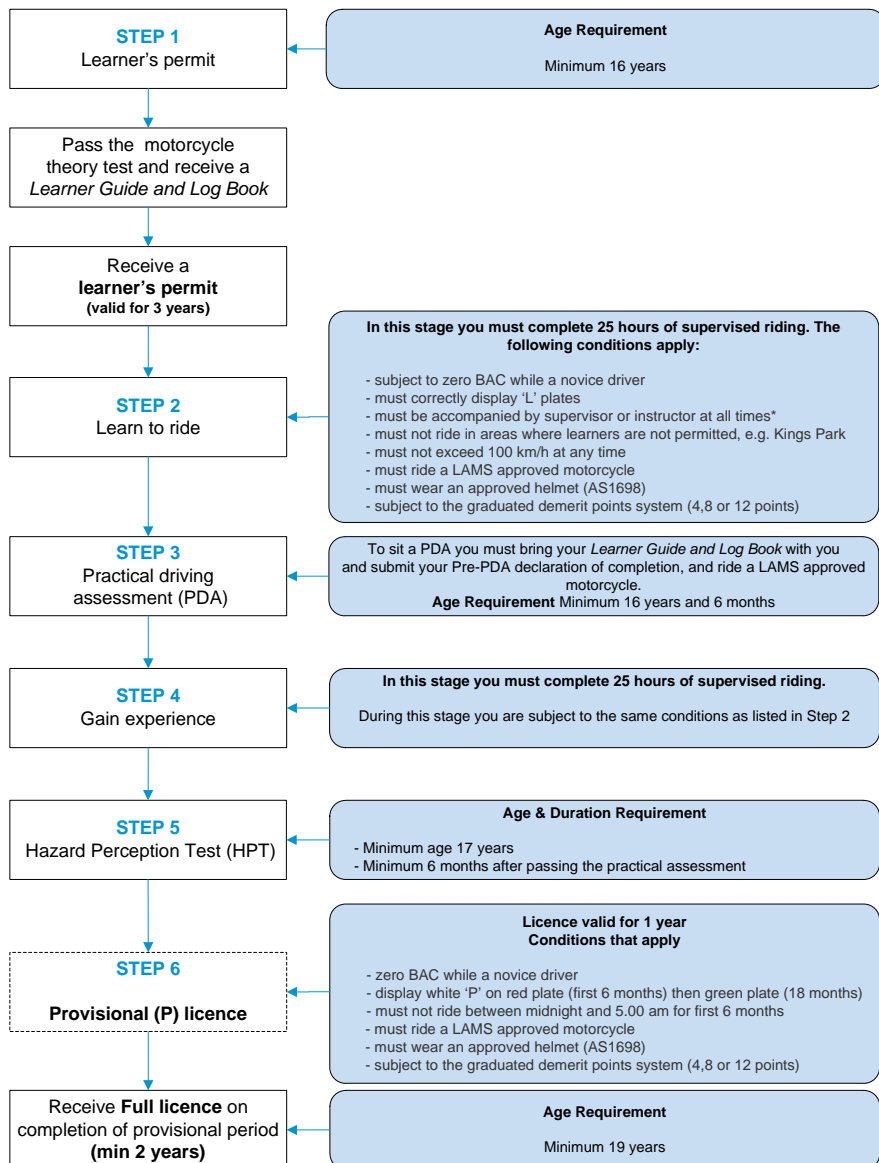 STEP 1
Learner's permit
Age Requirement
Minimum 16 years
Pass the motorcycle
theory test and receive a
Learner Guide and Log Book
Receive a
learner's permit
(valid for 3 years)
In this stage you must complete 25 hours of supervised riding. The
following conditions apply:
- subject to zero BAC while a novice driver
- must correctly display 'L' plates
- must be accompanied by supervisor or instructor at all times*
- must not ride in areas where learners are not permitted, e.g. Kings Park
- must not exceed 100 km/h at any time
- must ride a LAMS approved motorcycle
- must wear an approved helmet (AS1698)
- subject to the graduated demerit points system (4,8 or 12 points)
STEP 2
Learn to ride
STEP 3
Practical driving
assessment (PDA)
To sit a PDA you must bring your Learner Guide and Log Book with you
and submit your Pre-PDA declaration of completion, and ride a LAMS approved
motorcycle.
Age Requirement Minimum 16 years and 6 months
STEP 4
Gain experience
In this stage you must complete 25 hours of supervised riding.
During this stage you are subject to the same conditions as listed in Step 2
STEP 5
Hazard Perception Test (HPT)
Age & Duration Requirement
- Minimum age 17 years
- Minimum 6 months after passing the practical assessment
STEP 6
Provisional (P) licence
Licence valid for 1 year
Conditions that apply
- zero BAC while a novice driver
- display white 'P' on red plate (first 6 months) then green plate (18 months)
- must not ride between midnight and 5.00 am for first 6 months
- must ride a LAMS approved motorcycle
- must wear an approved helmet (AS1698)
- subject to the graduated demerit points system (4,8 or 12 points)
Receive Full licence on
completion of provisional period
(min 2 years)
Age Requirement
Minimum 19 years